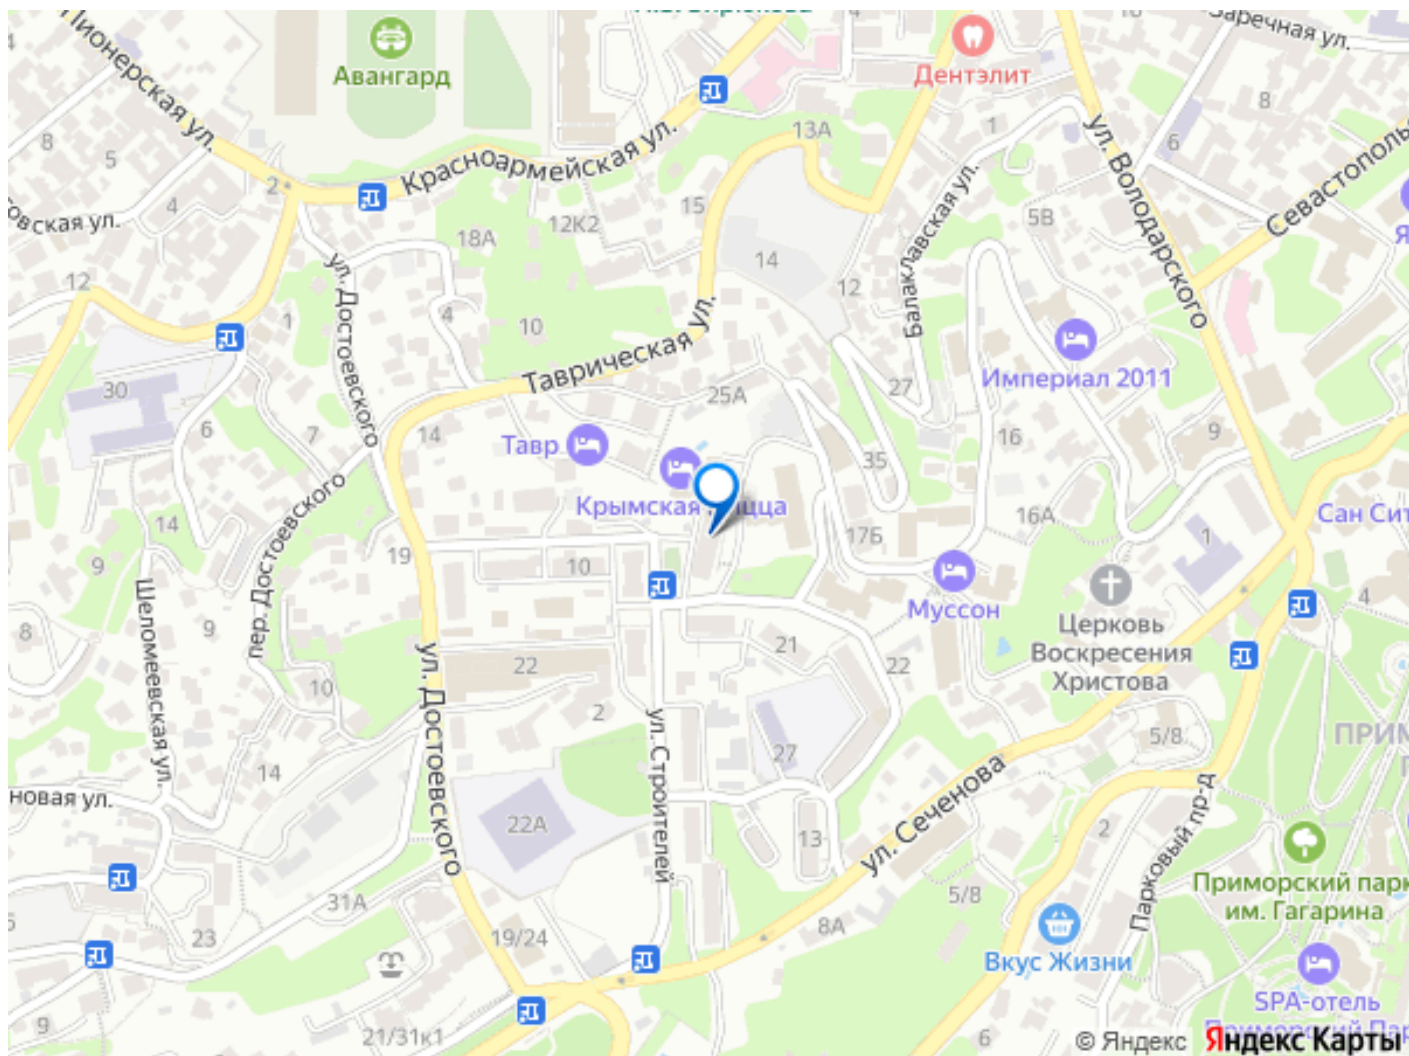 Заречная ул.
Пионерская ул.
Авангард
Дентэлит
8
8
5
13А
1
6
ул. Володарского
Красноармейская ул.
2
4
15
12К2
18А
5В
Севастополь
овская ул.
Балаклавская ул.
14
12
12
ул. Достоевского
1
4
10
Таврическая ул.
Империал 2011
30
25А
27
6
7
14
Тавр
16
9
35
Крымская
пер. Достоевского
14
16А
Сан Сит
17Б
1
19
9
10
Муссон
4
8
Шеломеевская ул.
9
Церковь
Воскресения
Христова
21
22
22
ул. Достоевского
10
2
ул. Строителей
5/8
ПРИМ
27
14
новая ул.
ул. Сеченова
Парковый пр-д
22А
13
2
Приморский парк
им. Гагарина
31А
5/8
23
19/24
8А
Вкус Жизни
SPA-отель
Приморский Пар
9
21/31к1
6
© Яндекс
Яндекс Карты